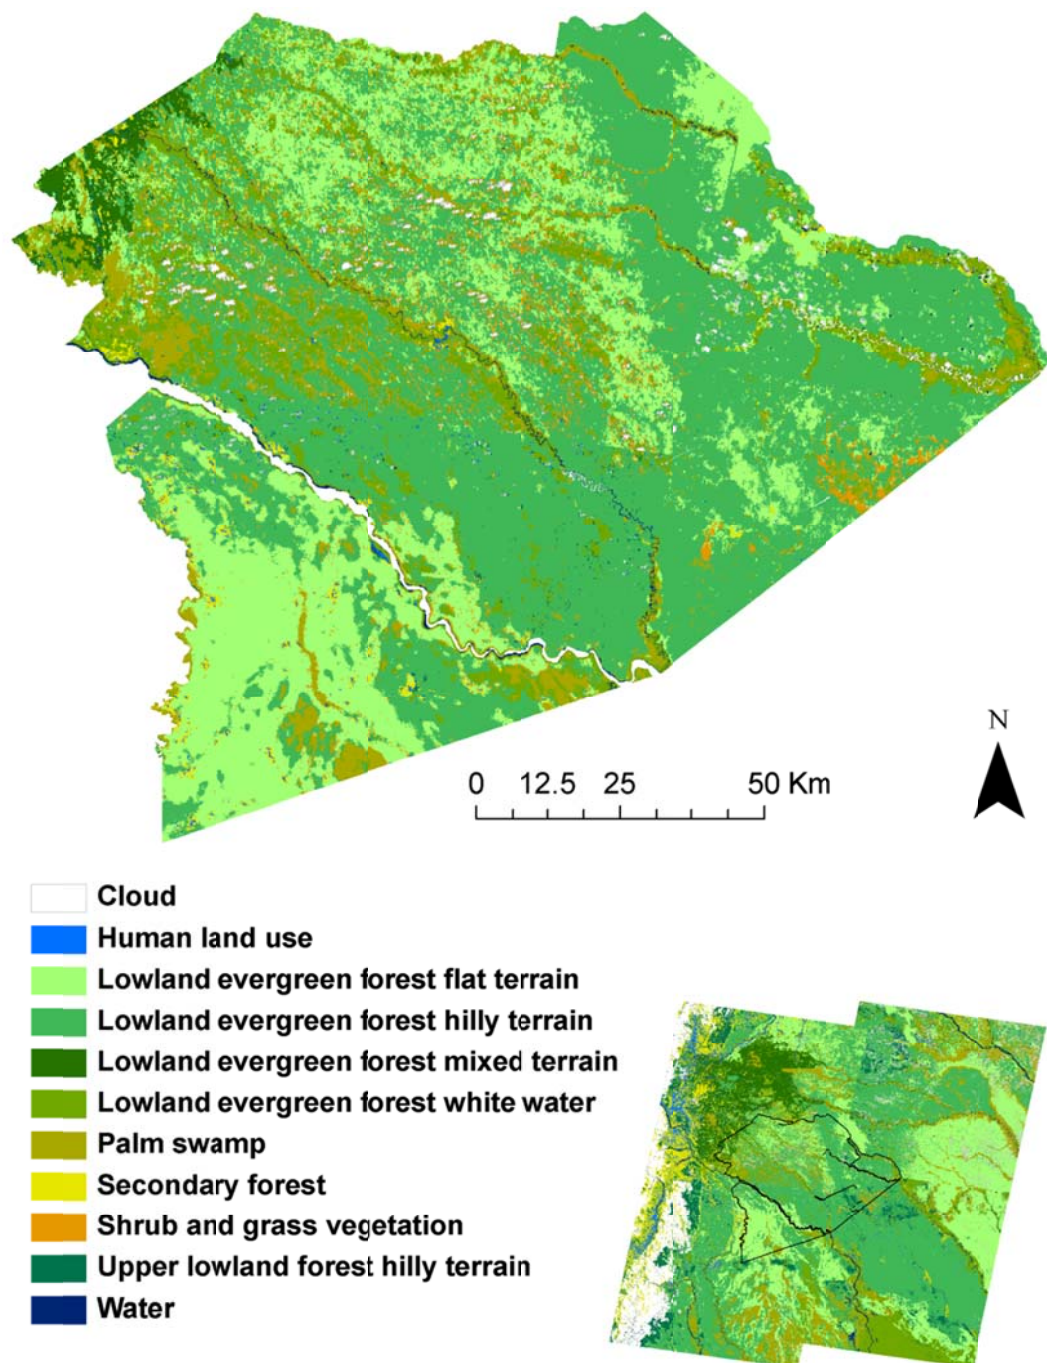 N
0 12.5 25 50 Km
Cloud
Human land use
Lowland evergreen forest flat terrain
Lowland evergreen forest hilly terrain
Lowland evergreen forest mixed terrain
Lowland evergreen forest white water
Palm swamp
Secondary forest
Shrub and grass vegetation
Upper lowland forest hilly terrain
Water